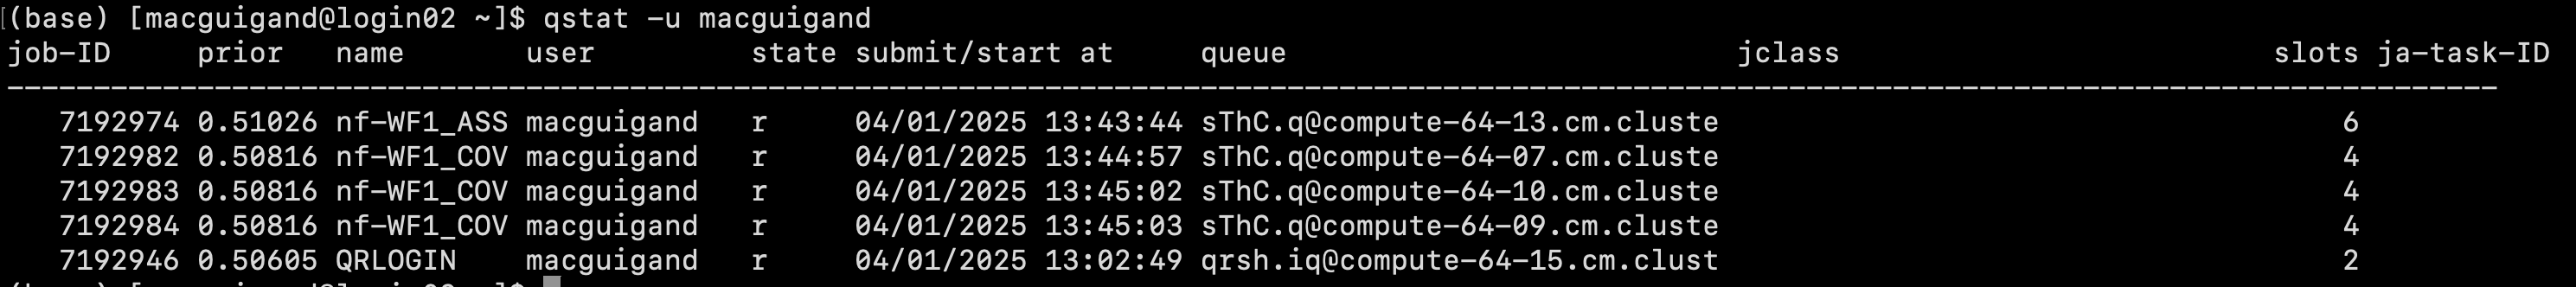 (base) [macguigand@login02 ~]$ qstat -u macguigand
job-ID     prior   name       user         state submit/start at     queue                          jclass                         slots ja-task-ID
------------------------------------------------------------------------------------------------------------------------------------------------
   7192974 0.51026 nf-WF1_ASS macguigand   r     04/01/2025 13:43:44 sThC.q@compute-64-13.cm.cluste                                    6
   7192982 0.50816 nf-WF1_COV macguigand   r     04/01/2025 13:44:57 sThC.q@compute-64-07.cm.cluste                                    4
   7192983 0.50816 nf-WF1_COV macguigand   r     04/01/2025 13:45:02 sThC.q@compute-64-10.cm.cluste                                    4
   7192984 0.50816 nf-WF1_COV macguigand   r     04/01/2025 13:45:03 sThC.q@compute-64-09.cm.cluste                                    4
   7192946 0.50605 QRLOGIN    macguigand   r     04/01/2025 13:02:49 qrsh.iq@compute-64-15.cm.clust                                    2
(base) [macguigand@login02 ~]$